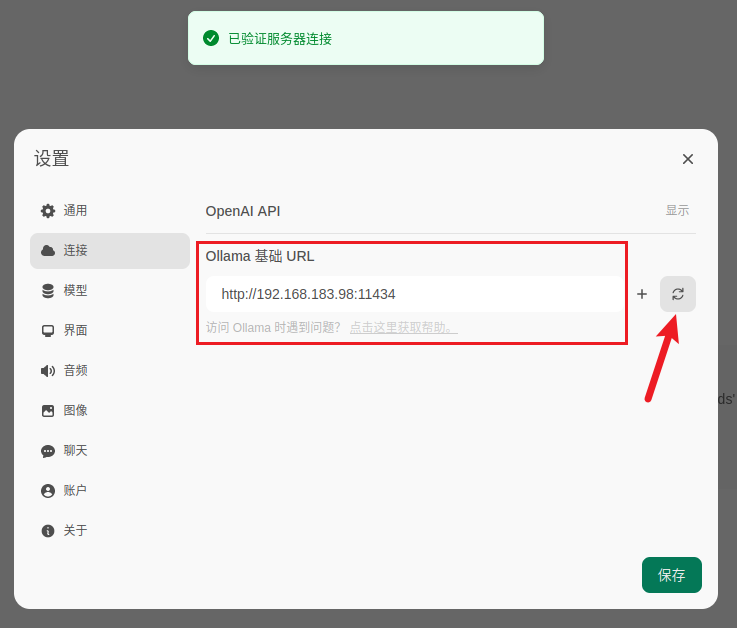 已验证服务器连接
设置
通用
连接
模型
界面
音频
图像
聊天
账户
关于
OpenAI API
显示
Ollama 基础 URL
http://192.168.183.98:11434
访问 Ollama 时遇到问题? 点击这里获取帮助。
ds'
保存